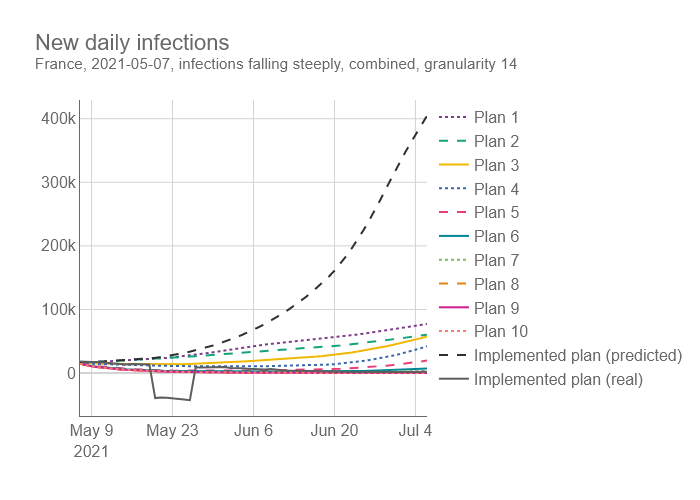 New daily infections
France, 2021-05-07, infections falling steeply, combined, granularity 14
400k
300k
200k
100k
0
May 9
2021
May 23
Jun 6
Jun 20
Jul 4
Plan 1
Plan 2
Plan 3
Plan 4
Plan 5
Plan 6
Plan 7
Plan 8
Plan 9
Plan 10
Implemented plan (predicted)
Implemented plan (real)